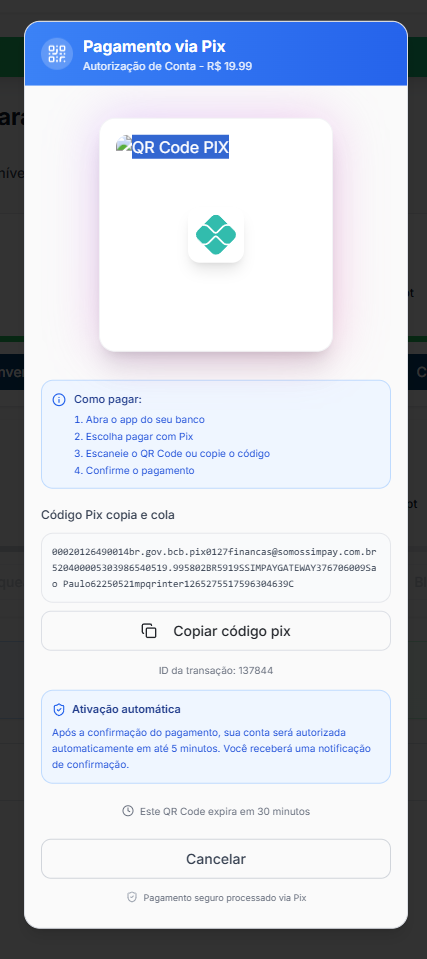 Pagamento via Pix
Autorização de Conta - R$ 19.99
QR Code PIX
Como pagar:
1. Abra o app do seu banco
2. Escolha pagar com Pix
3. Escaneie o QR Code ou copie o código
4. Confirme o pagamento
Código Pix copia e cola
00020126490014br.gov.bcb.pix0127financas@somossimpay.com.br
520400005303986540519.995802BR5919SSIMPAYGATEWAY376706009Sa
o Paulo62250521mpqrinter1265275517596304639C
Copiar código pix
ID da transação: 137844
Ativação automática
Após a confirmação do pagamento, sua conta será autorizada
automaticamente em até 5 minutos. Você receberá uma notificação
de confirmação.
Este QR Code expira em 30 minutos
Cancelar
Pagamento seguro processado via Pix